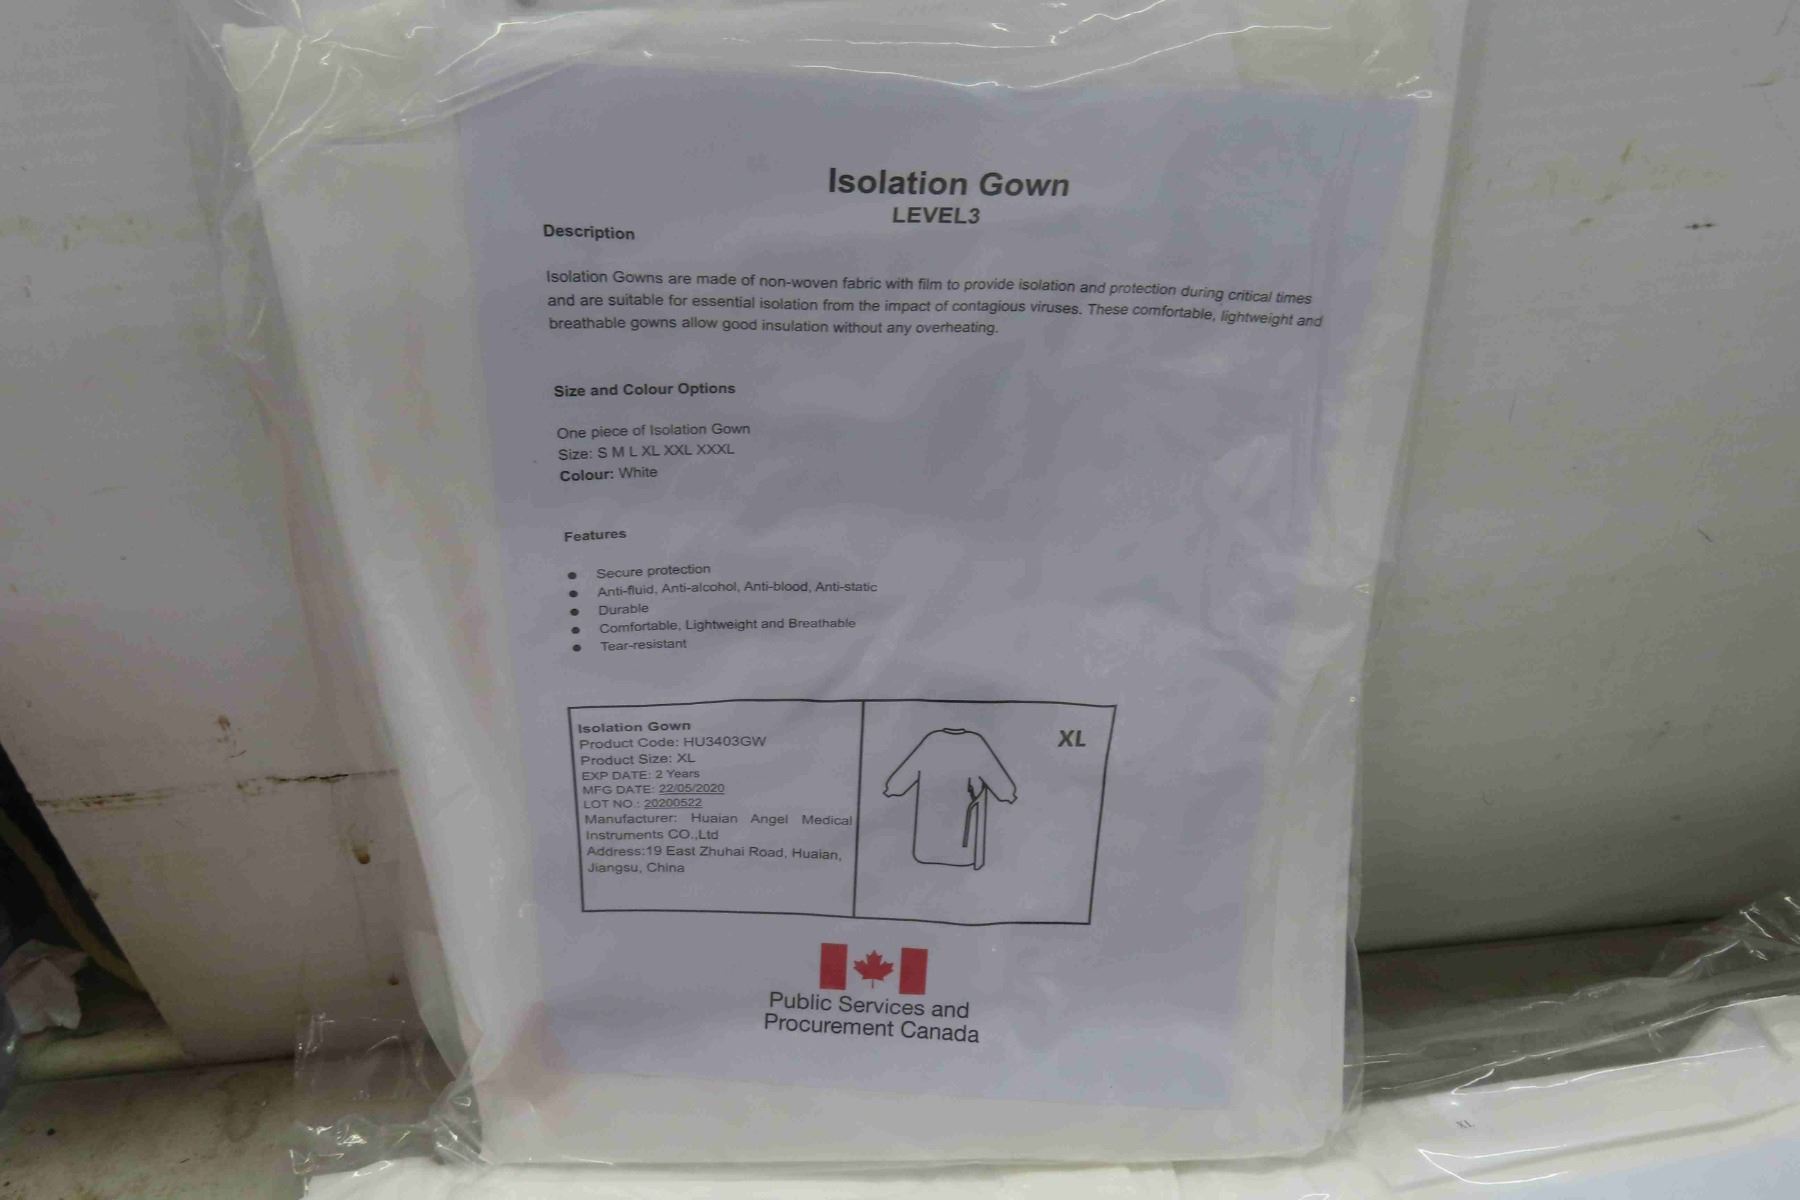 Isolation Gown
LEVEL3
Description
Isolation Gowns are made of non-woven fabric with film to provide isolation and protection during critical times
and are suitable for essential isolation from the impact of contagious viruses. These comfortable, lightweight and
breathable gowns allow good insulation without any overheating.
Size and Colour Options
One piece of Isolation Gown
Size: S M L XL XXL XXXL
Colour: White
Features
● Secure protection
● Anti-fluid, Anti-alcohol, Anti-blood, Anti-static
● Durable
● Comfortable, Lightweight and Breathable
● Tear-resistant
Isolation Gown
Product Code: HU3403GW
Product Size: XL
EXP DATE: 2 Years
MFG DATE: 22/05/2020
LOT NO.: 20200522
Manufacturer: Huaian Angel Medical
Instruments CO.,Ltd
Address:19 East Zhuhai Road, Huaian,
Jiangsu, China
XL
Public Services and
Procurement Canada
XL